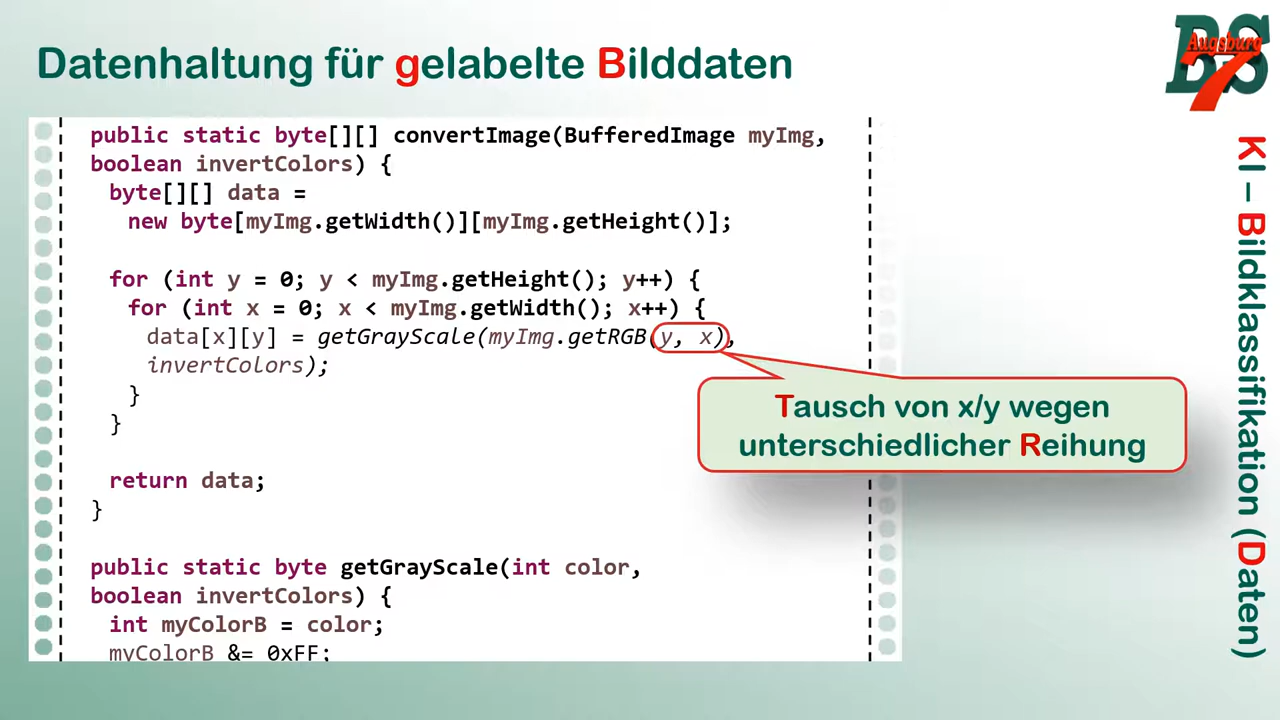 Datenhaltung für gelabelte Bilddaten
public static byte[][] convertImage(BufferedImage myImg,
boolean invertColors) {
byte[][] data =
new byte[myImg.getWidth()][myImg.getHeight()];
for (int y = 0; y < myImg.getHeight(); y++) {
for (int x = 0; x < myImg.getWidth(); x++) {
data[x][y] = getGrayScale(myImg.getRGB(y, x),
invertColors);
}
}
return data;
}
public static byte getGrayScale(int color,
boolean invertColors) {
int myColorB = color;
myColorB &= 0xFF;
Tausch von x/y wegen
unterschiedlicher Reihung
BS
Augsburg
7
KI – Bildklassifikation (Daten)